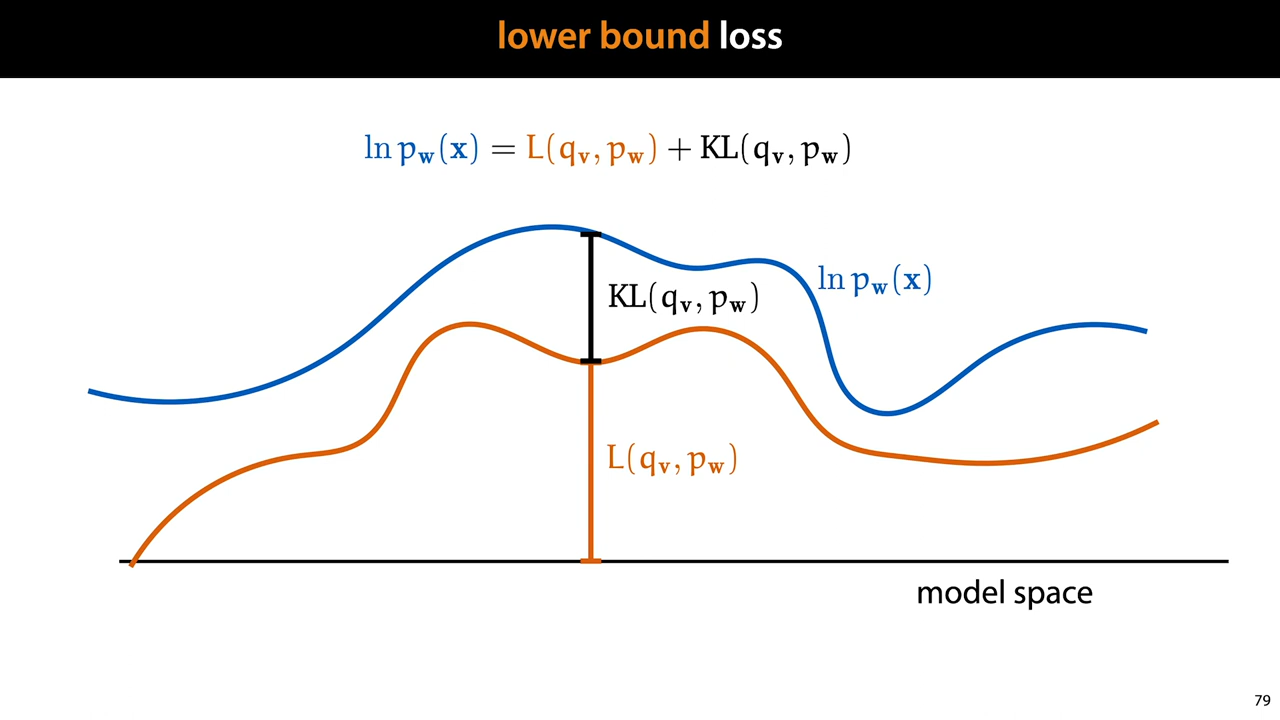 lower bound loss
ln p_w(x) = L(q_v, p_w) + KL(q_v, p_w)
ln p_w(x)
KL(q_v, p_w)
L(q_v, p_w)
model space
79